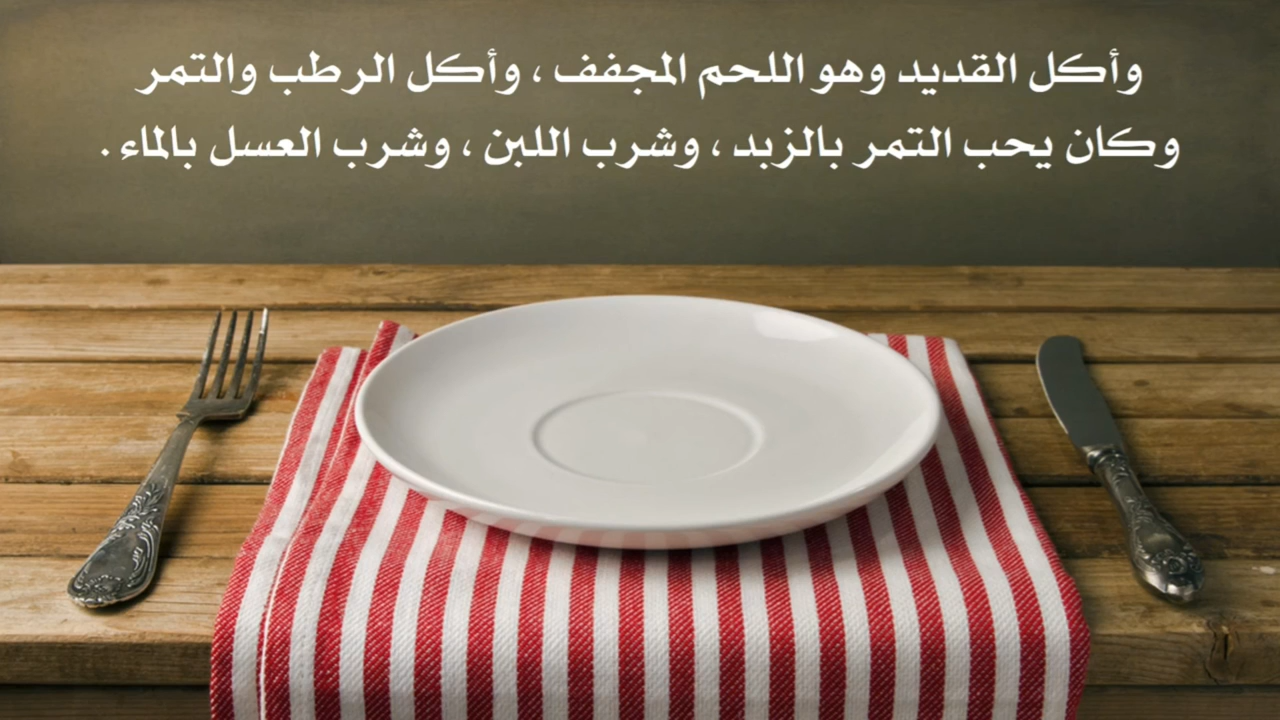 وأكل القديد وهو اللحم المجفف ، وأكل الرطب والتمر
وكان يحب التمر بالزبد ، وشرب اللبن ، وشرب العسل بالماء .